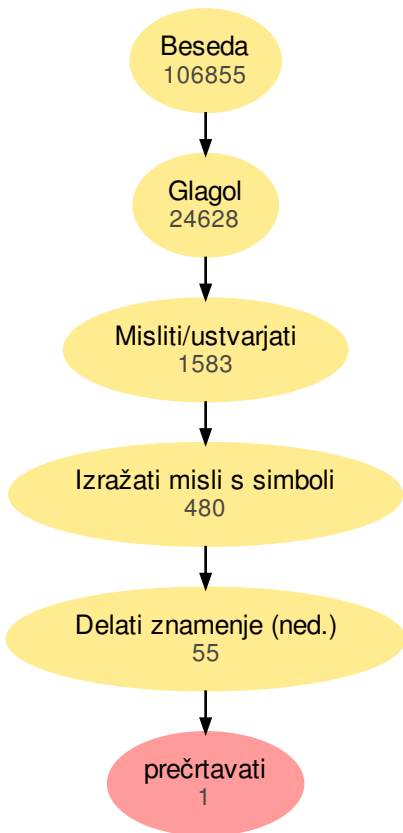 Beseda
106855
Glagol
24628
Misliti/ustvarjati
1583
Izražati misli s simboli
480
Delati znamenje (ned.)
55
prečrtavati
1